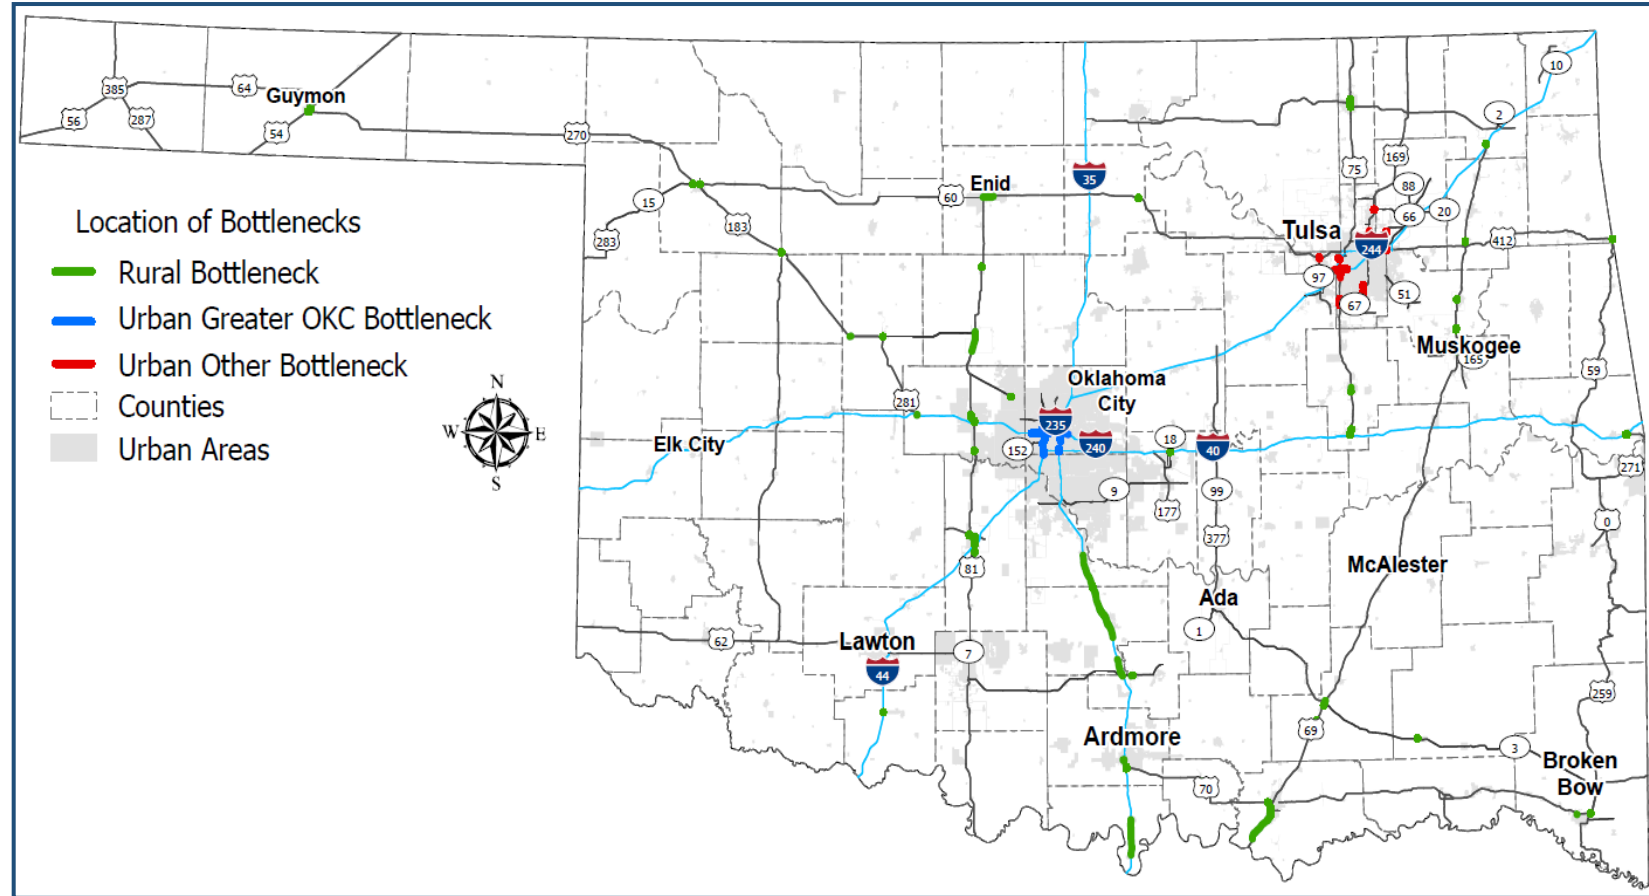 10
385
64
Guymon
2
56
287
54
270
169
75
35
88
Enid
60
15
66
20
183
Tulsa
283
244
412
Location of Bottlenecks
Rural Bottleneck
Urban Greater OKC Bottleneck
Urban Other Bottleneck
Counties
Urban Areas
97
51
67
Muskogee
165
59
Oklahoma
City
N
W
E
S
281
235
Elk City
152
240
18
40
271
9
99
177
0
377
81
McAlester
Ada
1
62
Lawton
7
44
259
69
Ardmore
3
Broken
Bow
70